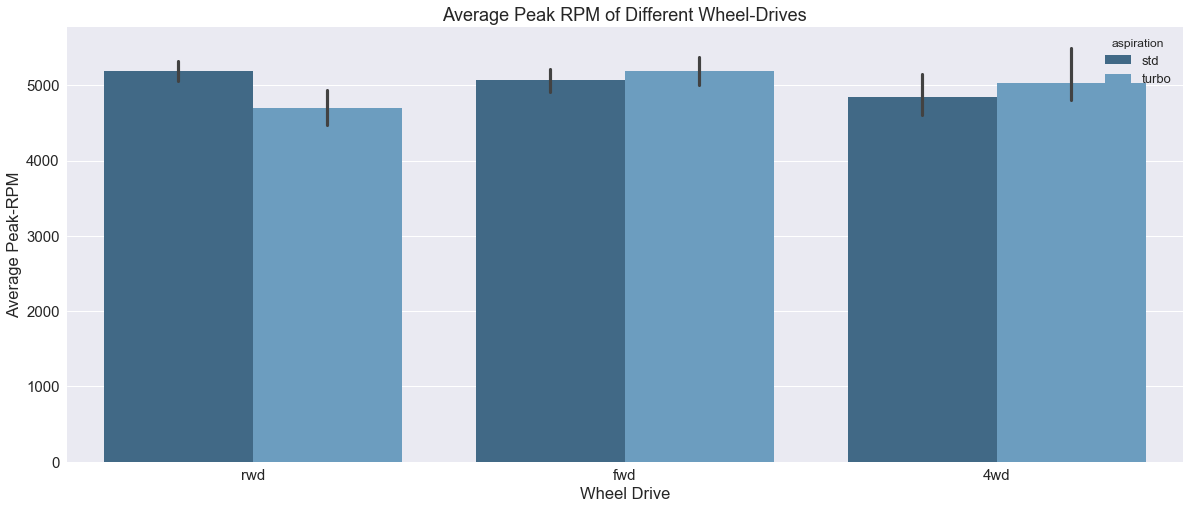 Average Peak RPM of Different Wheel-Drives
aspiration
std
turbo
Average Peak-RPM
5000
4000
3000
2000
1000
0
rwd
fwd
4wd
Wheel Drive